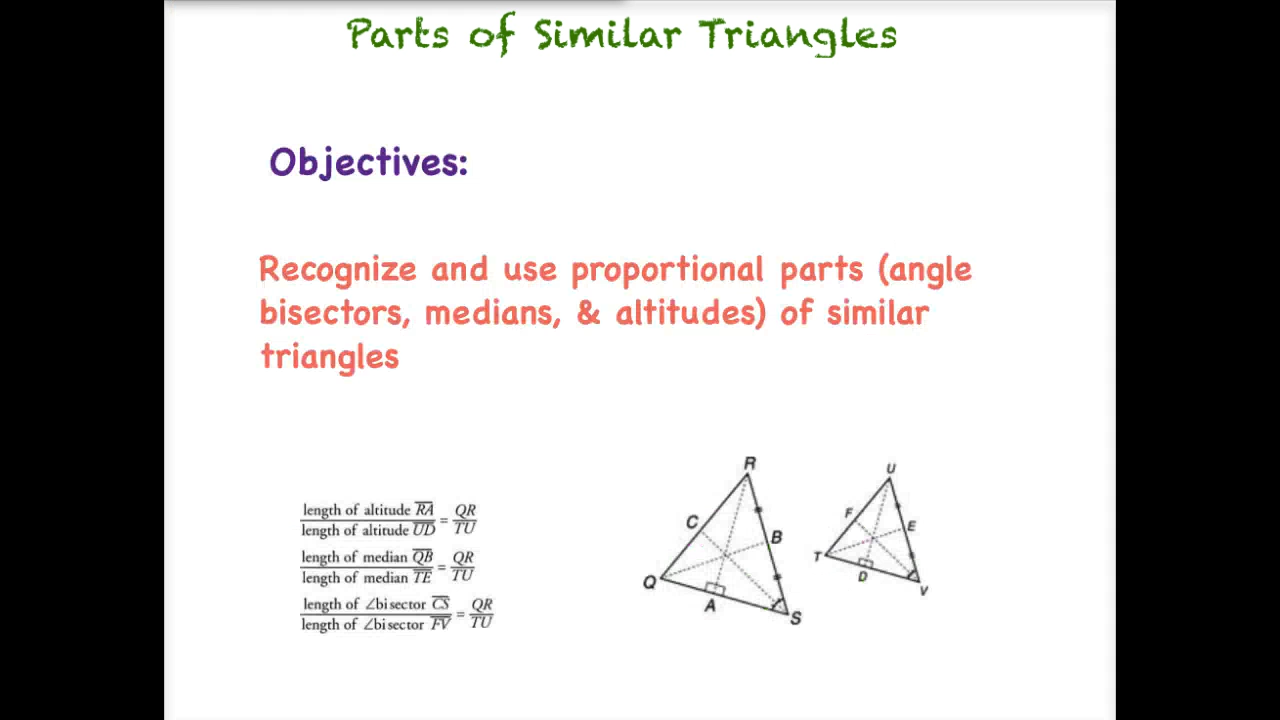 Parts of Similar Triangles
Objectives:
Recognize and use proportional parts (angle
bisectors, medians, & altitudes) of similar
triangles
length of altitude RA / length of altitude UD = QR / TU
length of median QB / length of median TE = QR / TU
length of ∠bisector CS / length of ∠bisector FV = QR / TU
R
C
B
Q
A
S
U
F
E
T
D
V